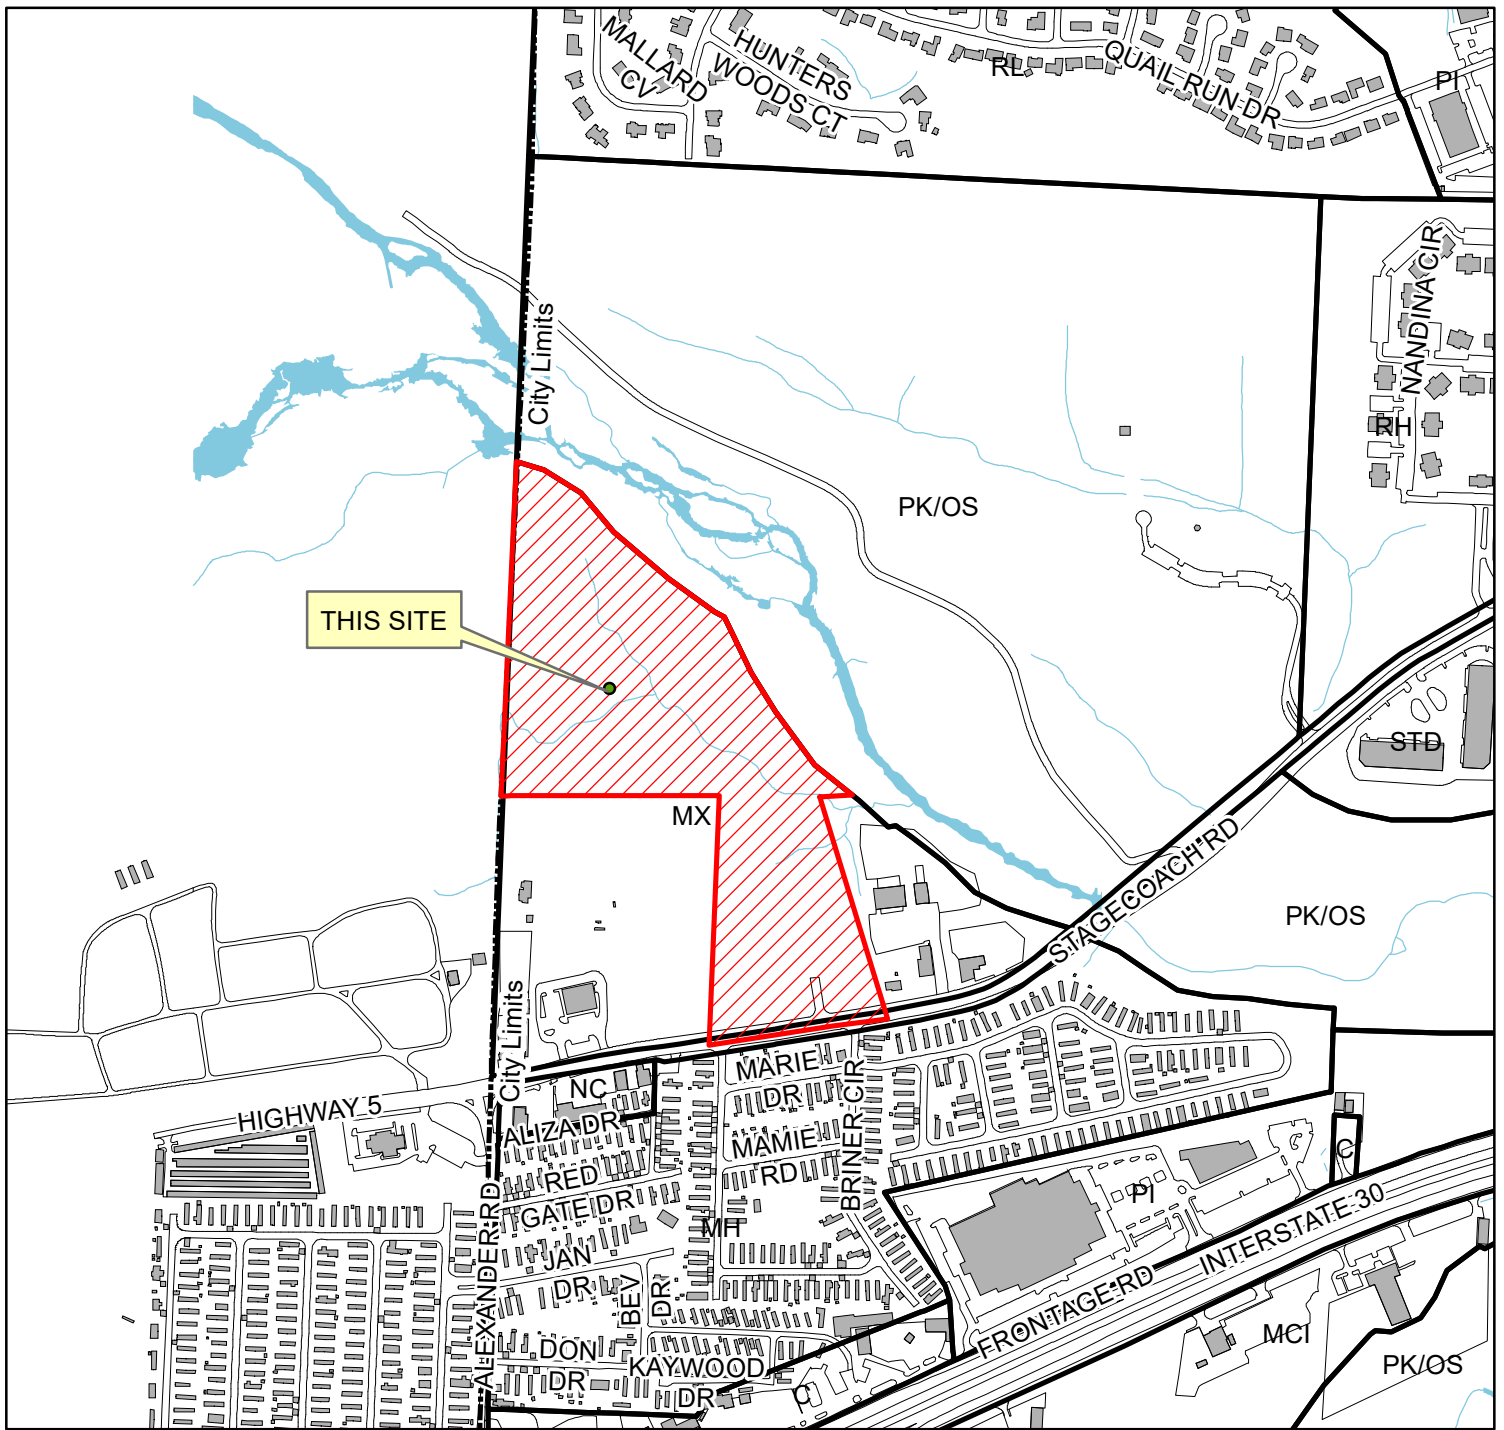 MALLARD
CV
HUNTERS
WOODS CT
RL
QUAIL RUN DR
PI
City Limits
NANDINA CIR
RH
PK/OS
THIS SITE
STD
MX
STAGECOACH RD
PK/OS
City Limits
HIGHWAY 5
NC
ALIZA DR
MARIE
DR
MAMIE
RD
BRINER CIR
RED
GATE DR
MH
PI
C
INTERSTATE 30
FRONTAGE RD
ALEXANDER RD
JAN
DR
BEV
DR
DON
DR
KAYWOOD
DR
C
MCI
PK/OS